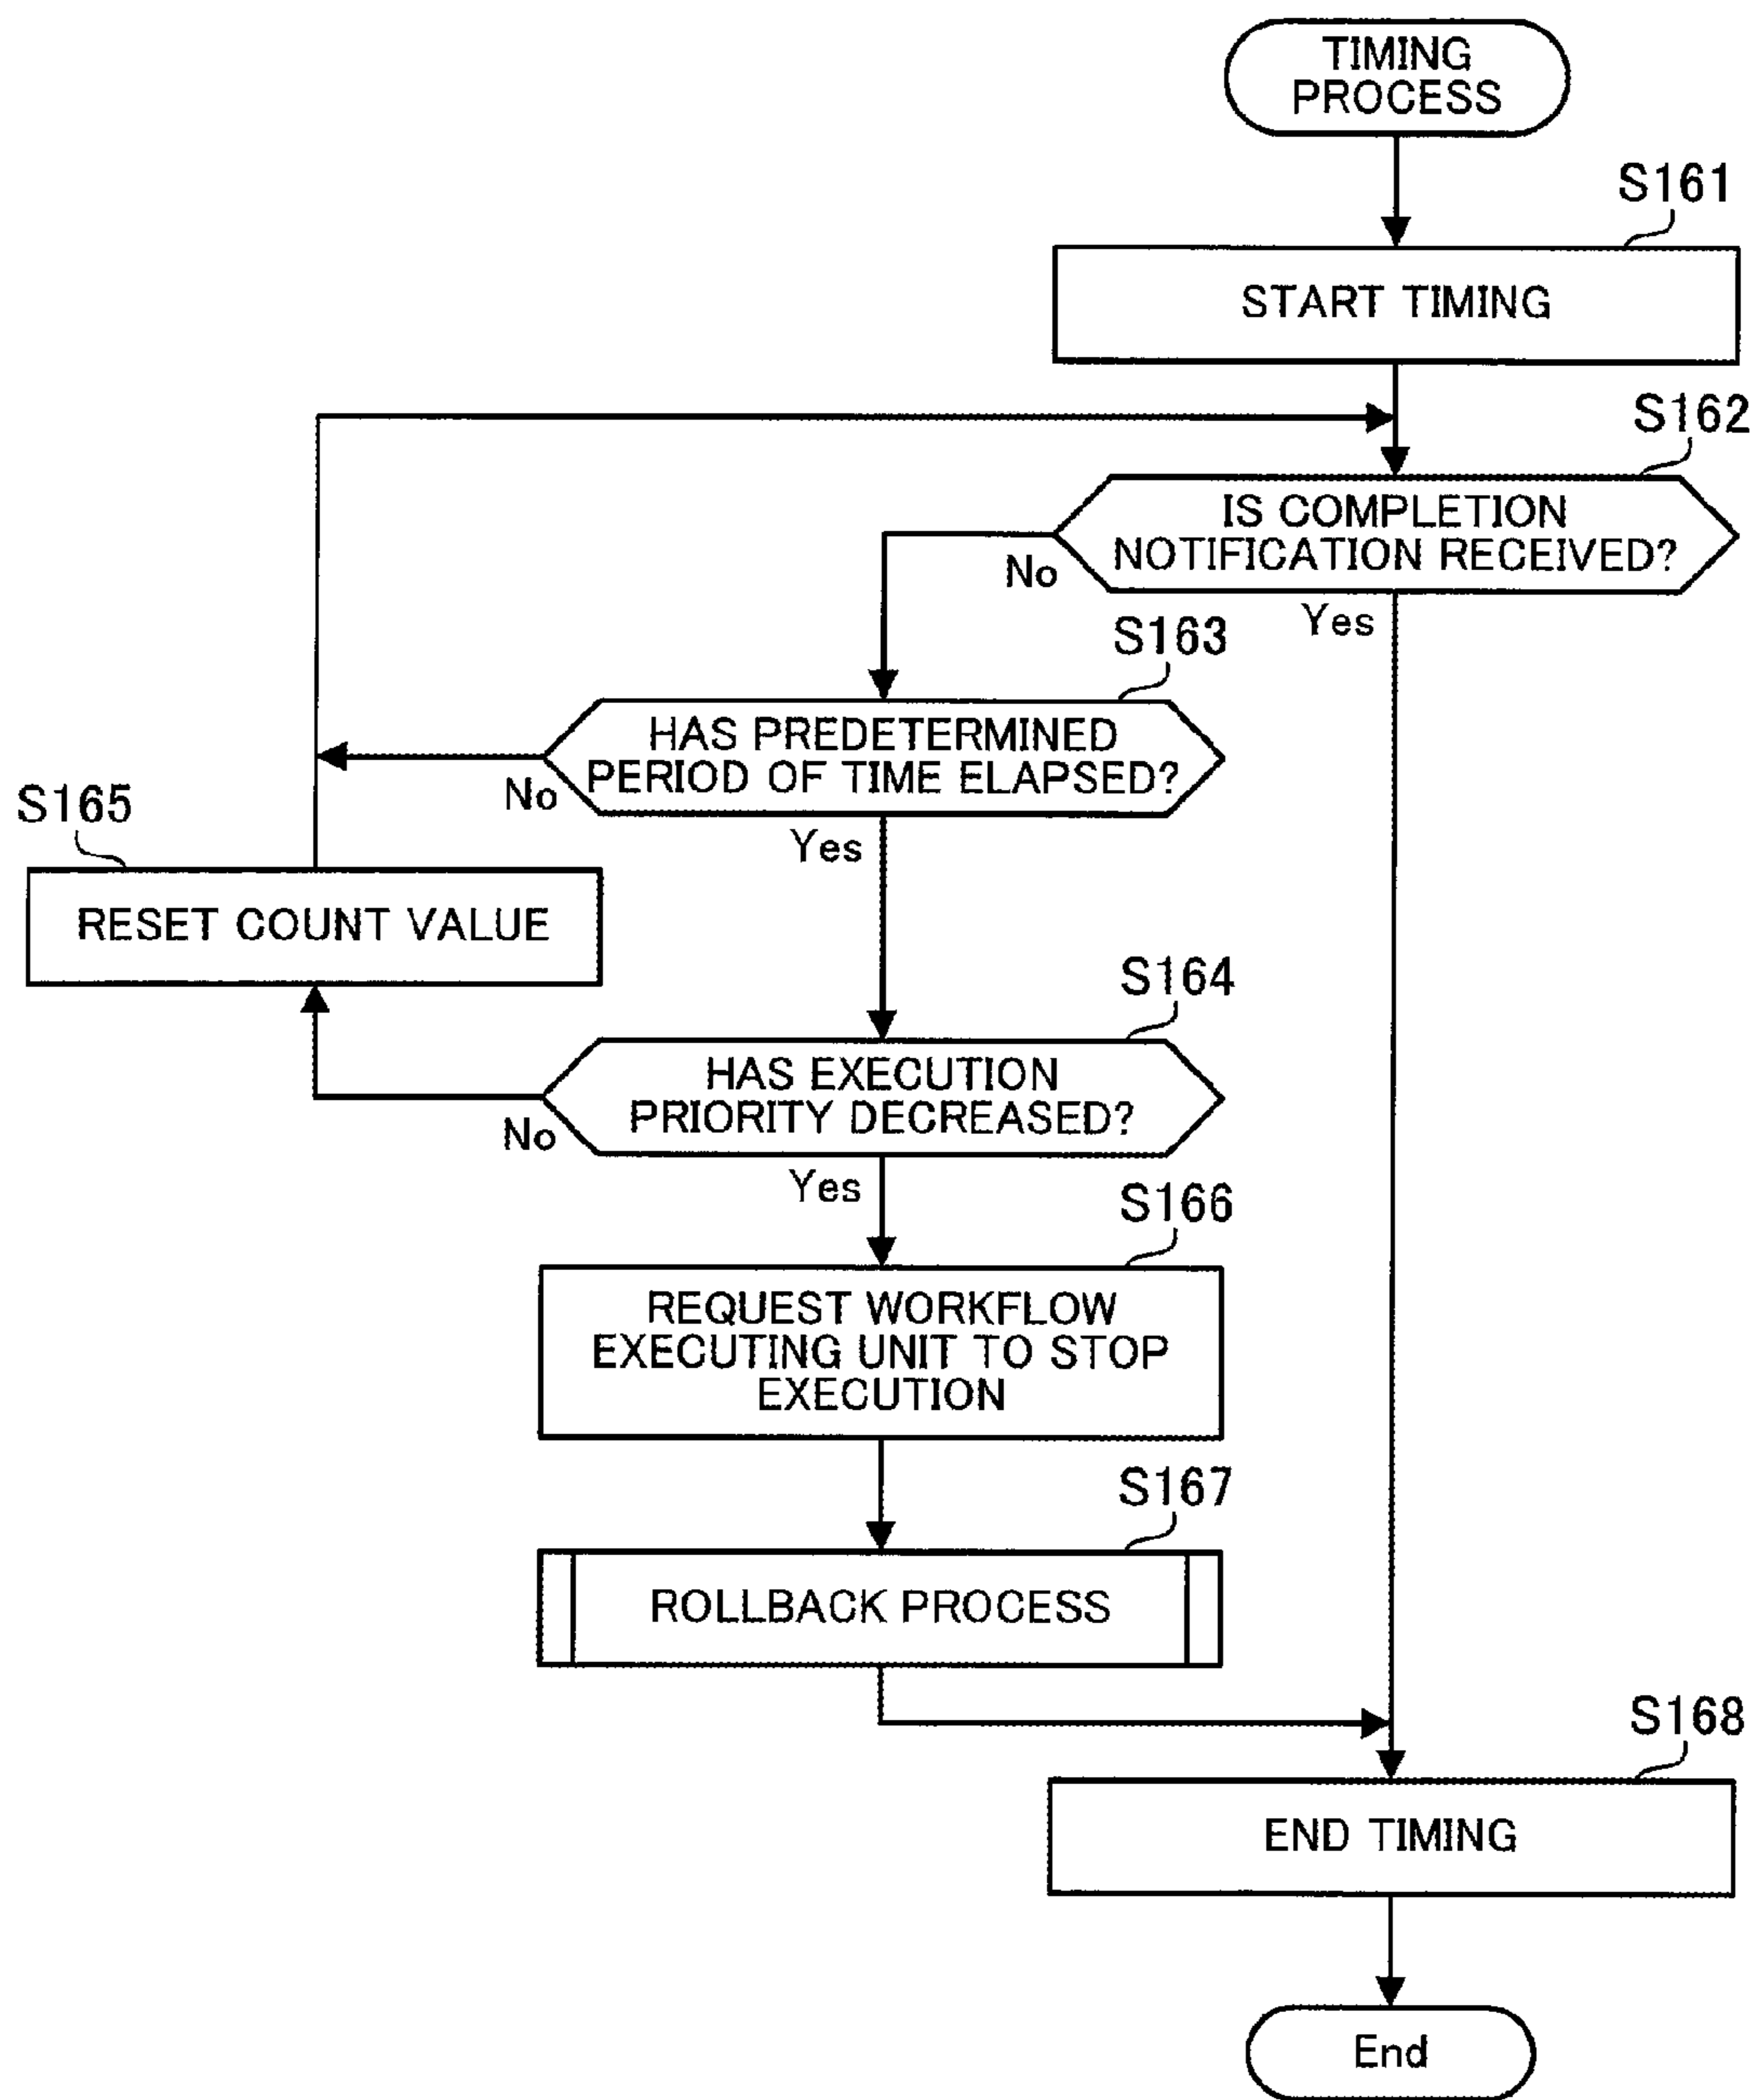 TIMING
PROCESS
S161
START TIMING
S162
IS COMPLETION
NOTIFICATION RECEIVED?
No
Yes
S163
HAS PREDETERMINED
PERIOD OF TIME ELAPSED?
No
Yes
S165
RESET COUNT VALUE
S164
HAS EXECUTION
PRIORITY DECREASED?
No
Yes
S166
REQUEST WORKFLOW
EXECUTING UNIT TO STOP
EXECUTION
S167
ROLLBACK PROCESS
S168
END TIMING
End